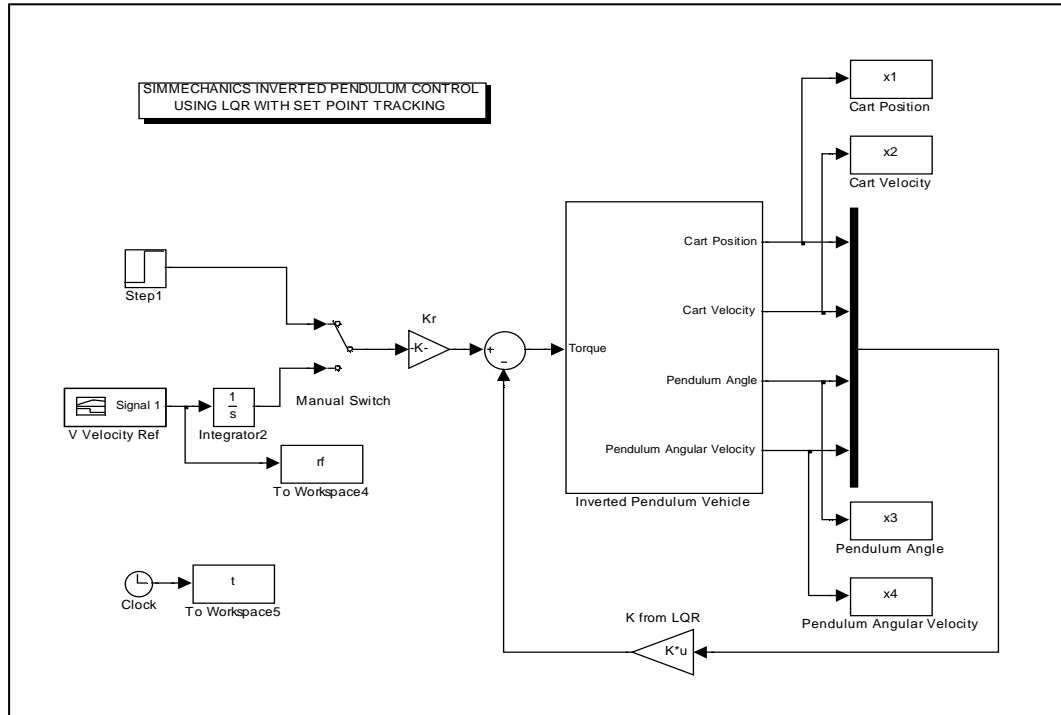 SIMMECHANICS INVERTED PENDULUM CONTROL
USING LQR WITH SET POINT TRACKING
x1
Cart Position
x2
Cart Velocity
Step1
Kr
-K-
+
−
Torque
Cart Position
Cart Velocity
Pendulum Angle
Pendulum Angular Velocity
Inverted Pendulum Vehicle
Manual Switch
Signal 1
V Velocity Ref
1
s
Integrator2
rf
To Workspace4
x3
Pendulum Angle
Clock
t
To Workspace5
x4
Pendulum Angular Velocity
K from LQR
K*u